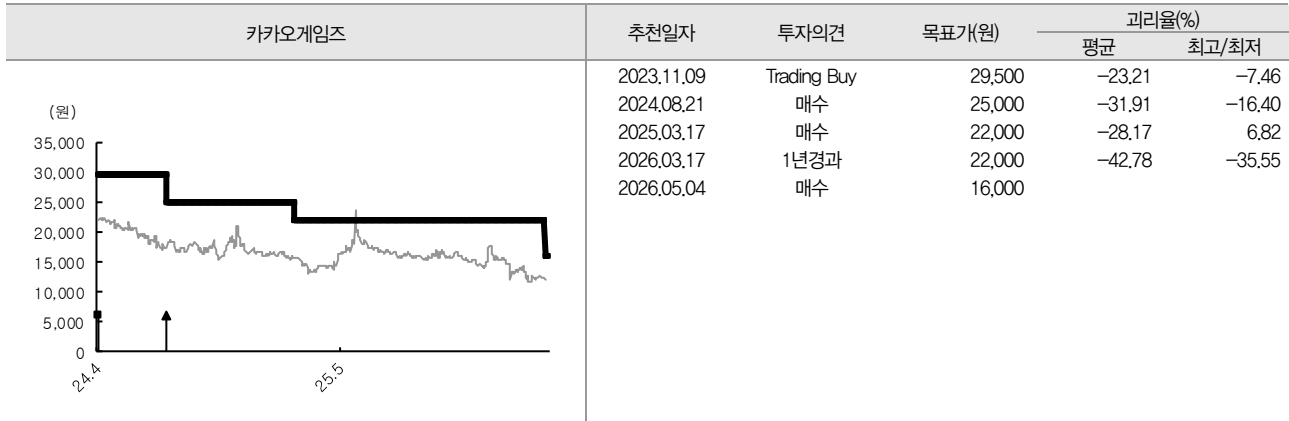 카카오게임즈
추천일자 투자의견 목표가(원) 괴리율(%)
평균 최고/최저
2023.11.09 Trading Buy 29,500 −23.21 −7.46
2024.08.21 매수 25,000 −31.91 −16.40
2025.03.17 매수 22,000 −28.17 6.82
2026.03.17 1년경과 22,000 −42.78 −35.55
2026.05.04 매수 16,000
(원)
35,000
30,000
25,000
20,000
15,000
10,000
5,000
0
24.4
25.5